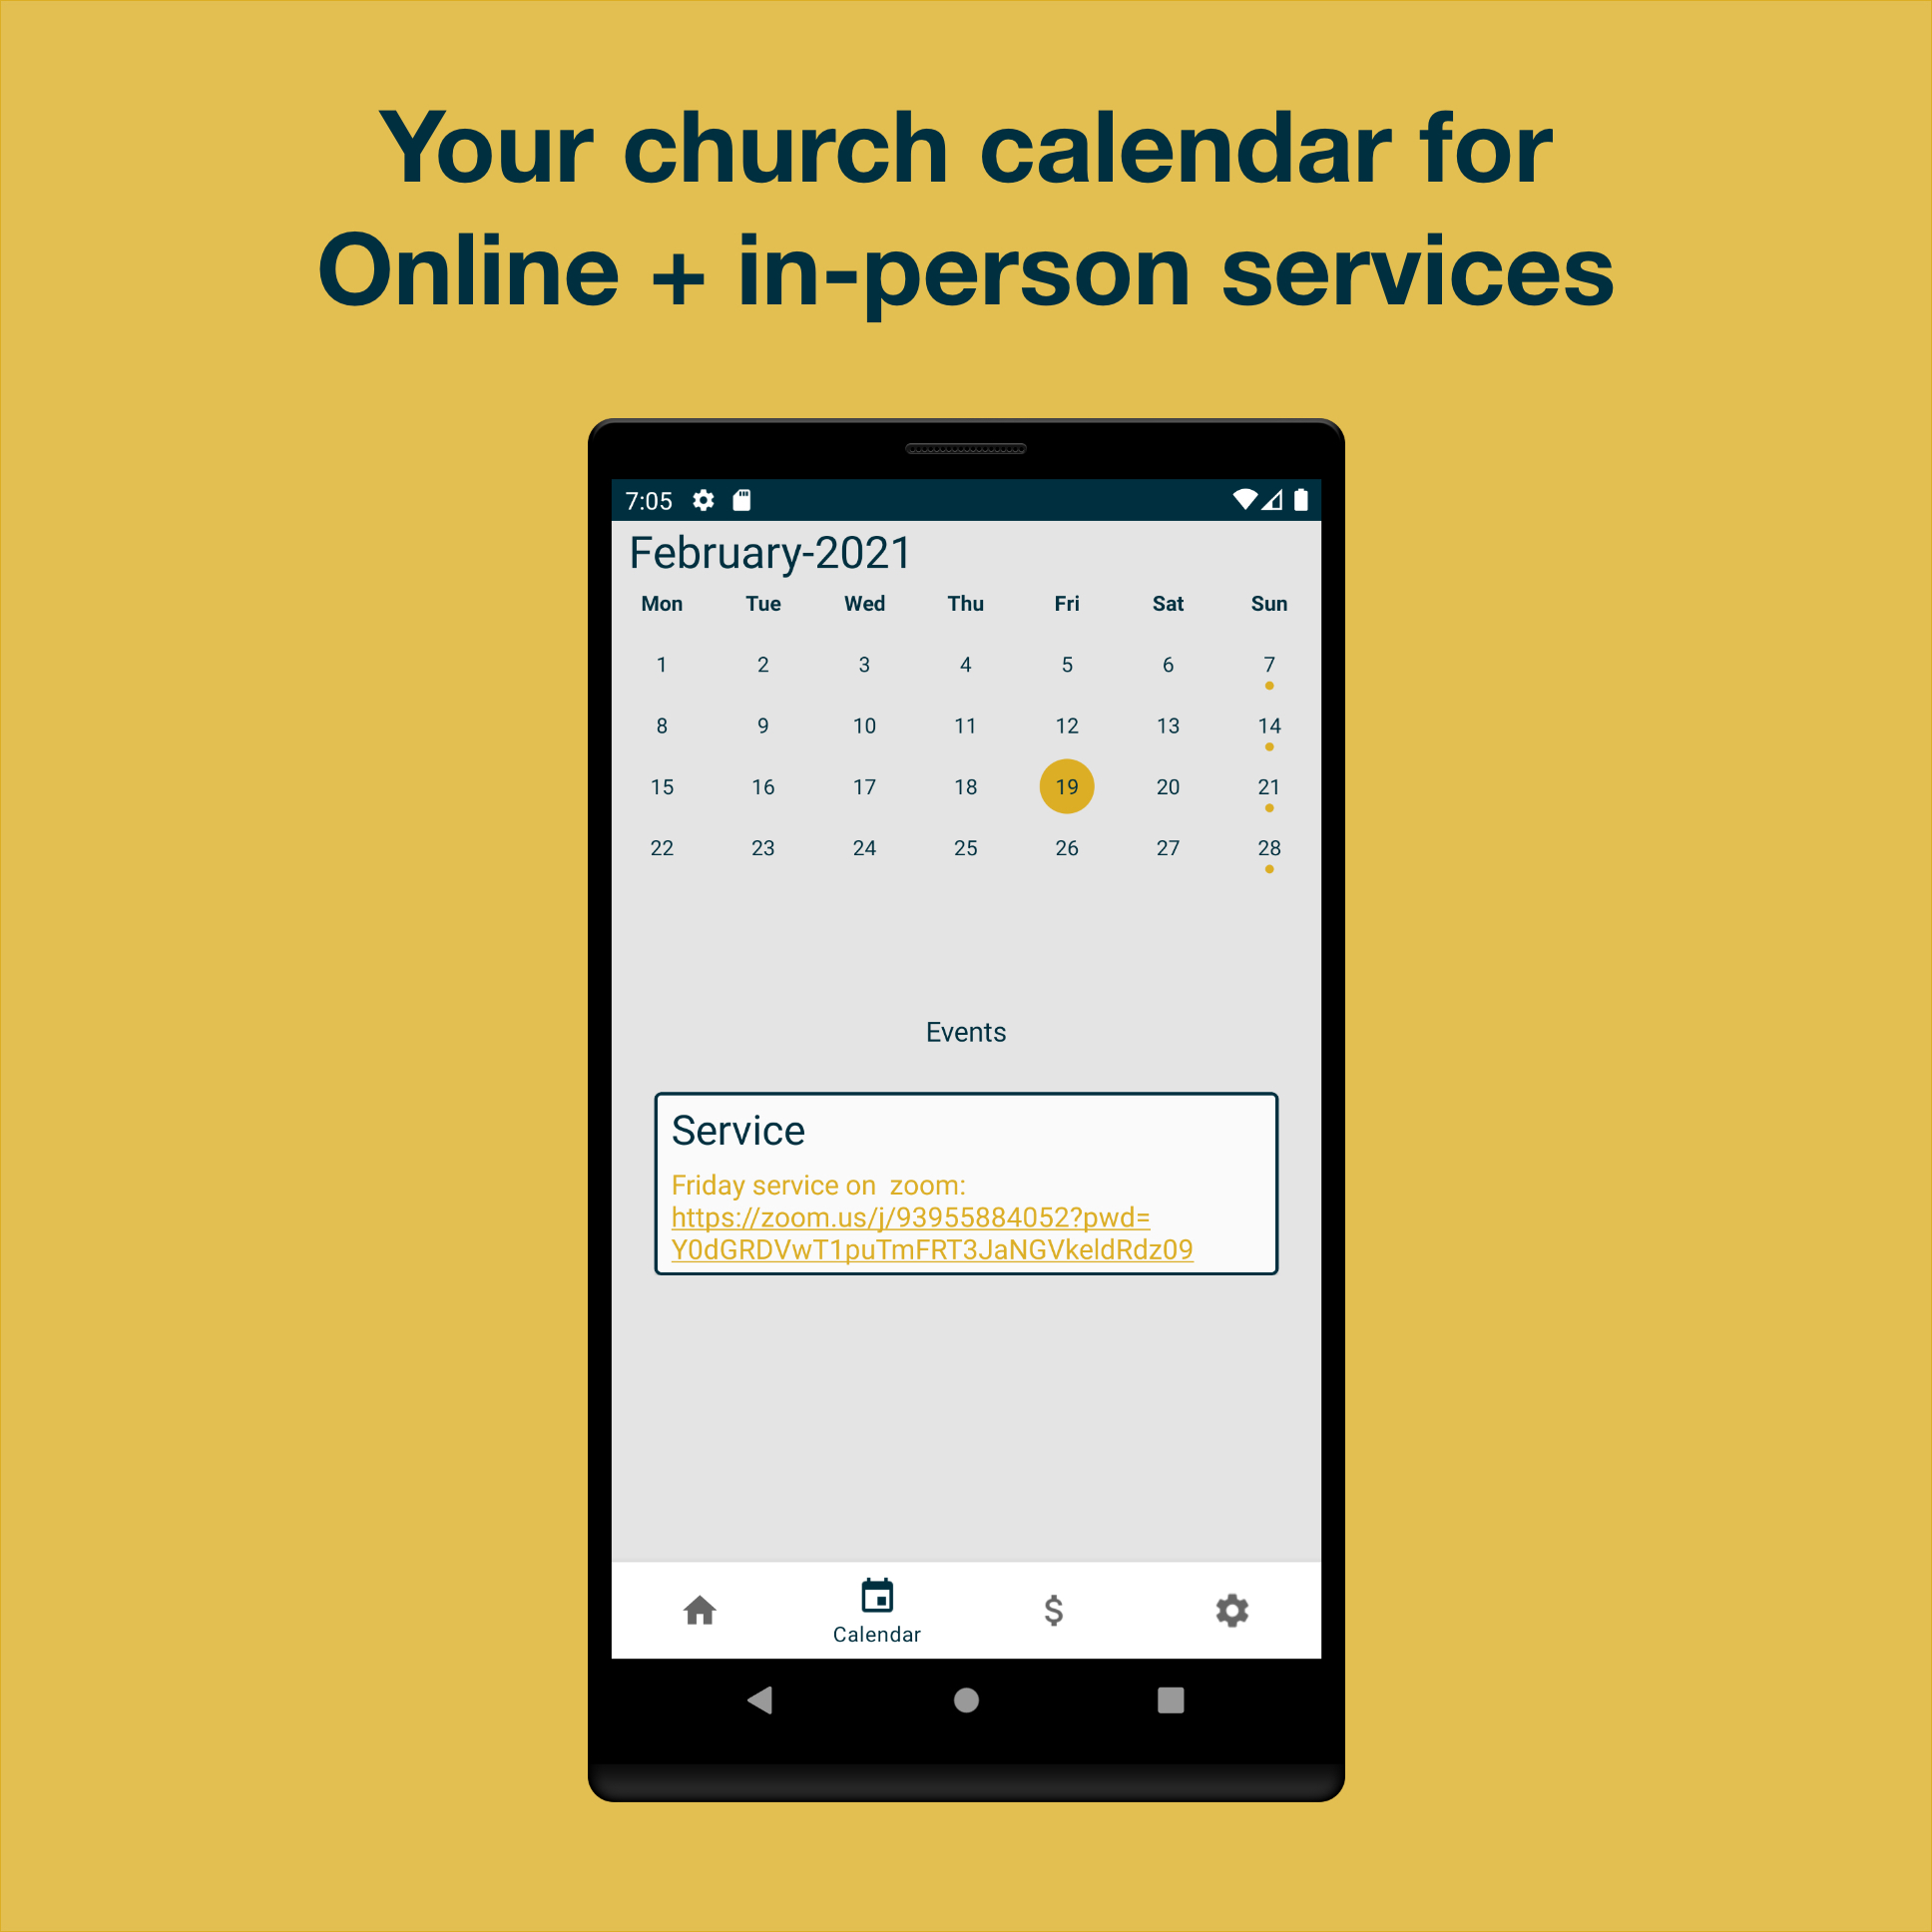 Your church calendar for
Online + in-person services
7:05
February-2021
Mon Tue Wed Thu Fri Sat Sun
1 2 3 4 5 6 7
8 9 10 11 12 13 14
15 16 17 18 19 20 21
22 23 24 25 26 27 28
Events
Service
Friday service on  zoom:
https://zoom.us/j/93955884052?pwd=
Y0dGRDVwT1puTmFRT3JaNGVkeldRdz09
$
Calendar